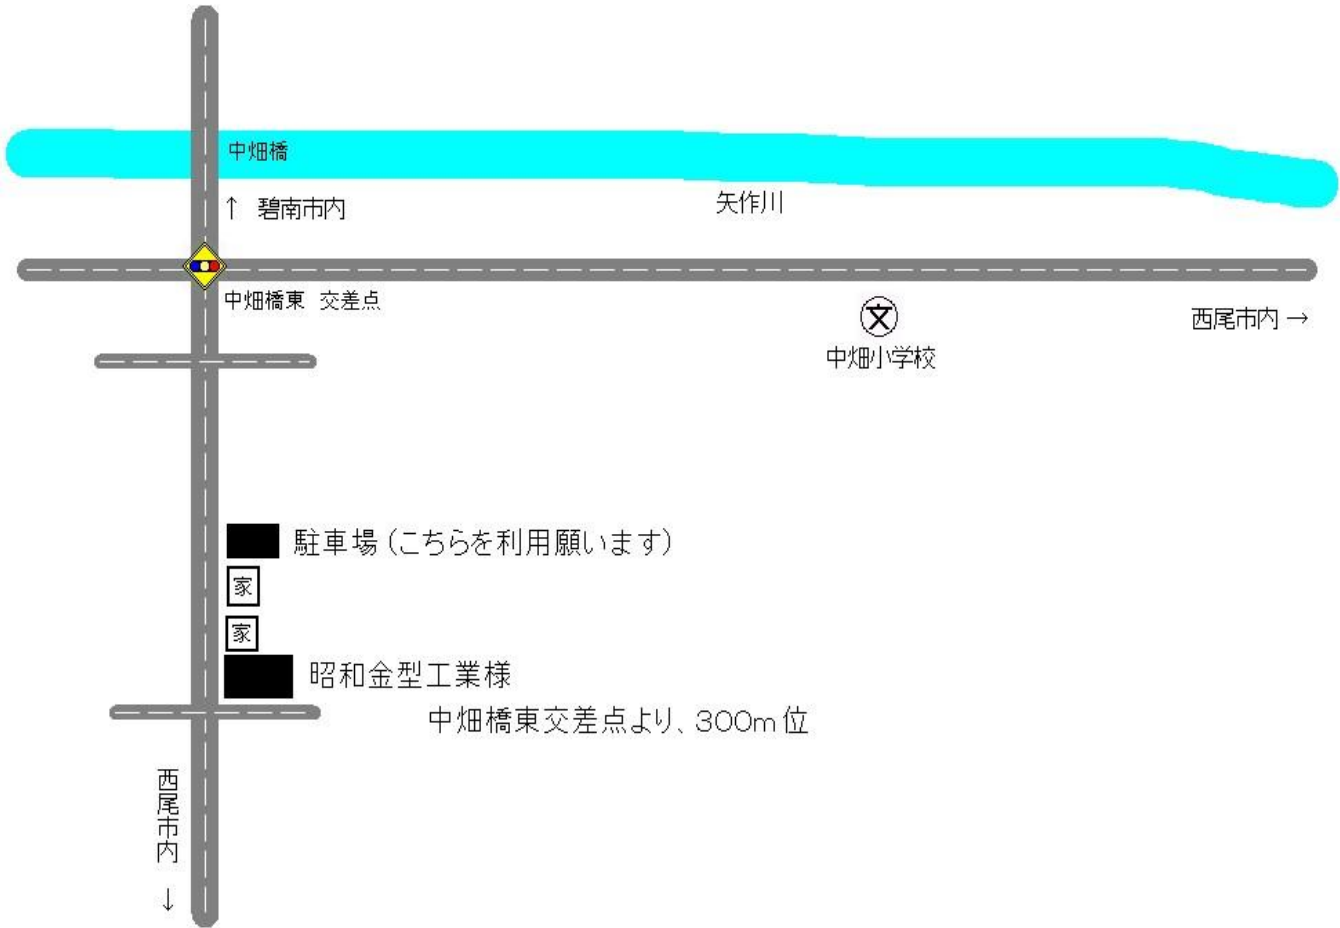 中畑橋
↑ 碧南市内
矢作川
中畑橋東 交差点
文
西尾市内→
中畑小学校
駐車場(こちらを利用願います)
家
家
昭和金型工業様
中畑橋東交差点より、300m位
西尾市内 ↓